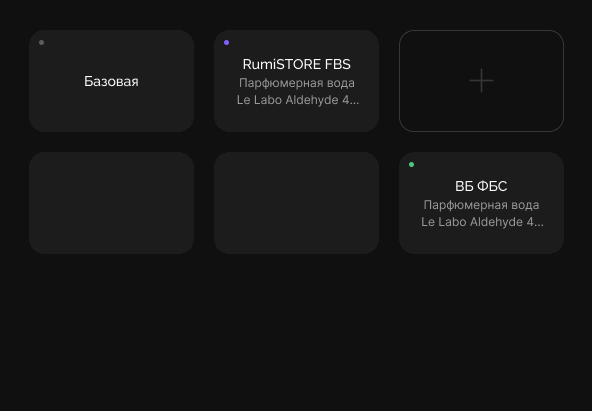 Базовая
RumiSTORE FBS
Парфюмерная вода
Le Labo Aldehyde 4...
ВБ ФБС
Парфюмерная вода
Le Labo Aldehyde 4...